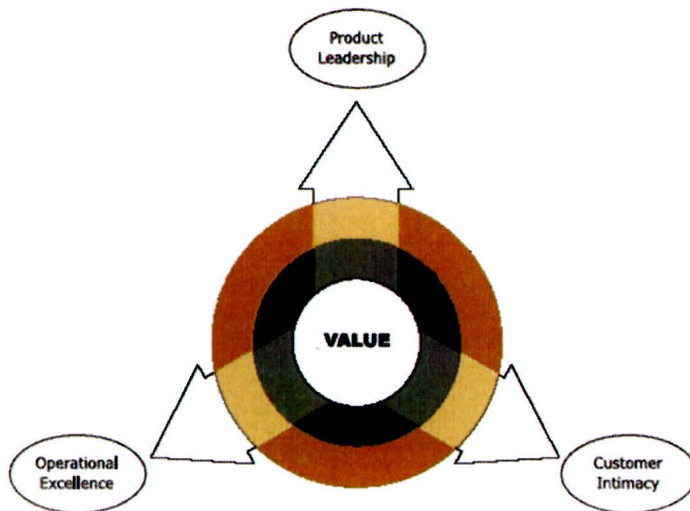 Product
Leadership
VALUE
Operational
Excellence
Customer
Intimacy